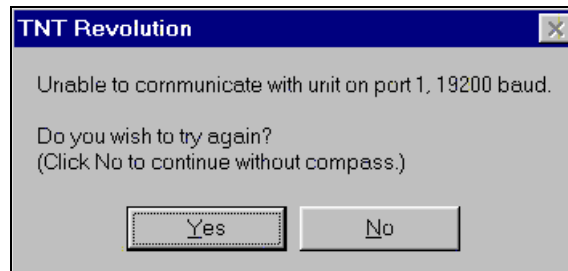 TNT Revolution
Unable to communicate with unit on port 1, 19200 baud.
Do you wish to try again?
(Click No to continue without compass.)
Yes
No